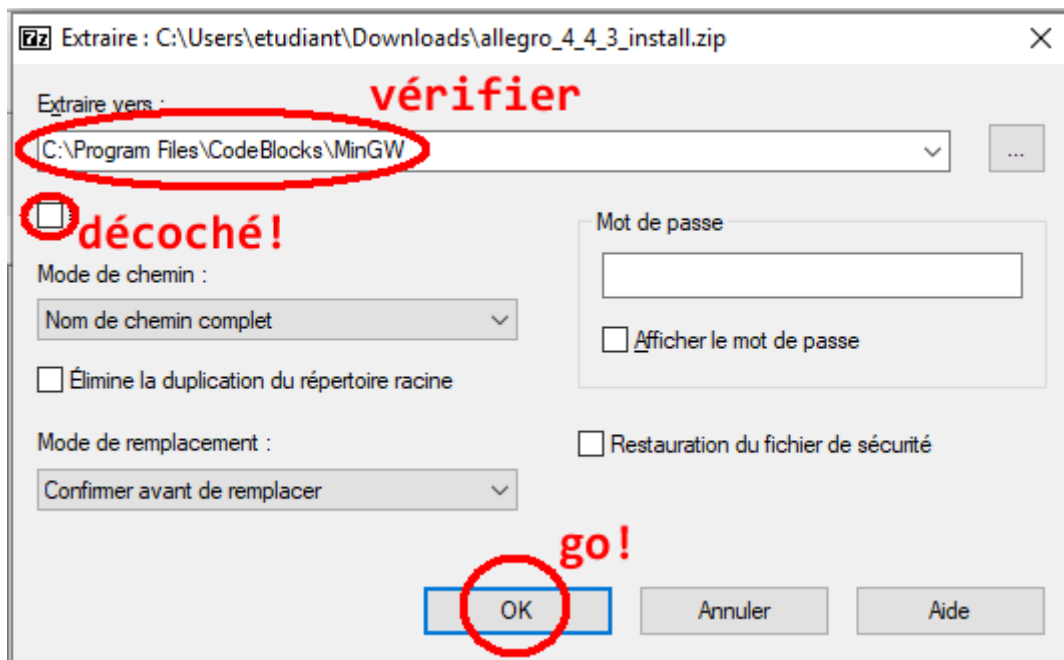 7z Extraire : C:\Users\etudiant\Downloads\allegro_4_4_3_install.zip
vérifier
Extraire vers :
C:\Program Files\CodeBlocks\MinGW
...
décoché!
Mot de passe
Mode de chemin :
Nom de chemin complet
Afficher le mot de passe
Élimine la duplication du répertoire racine
Mode de remplacement :
Restauration du fichier de sécurité
Confirmer avant de remplacer
go!
OK Annuler Aide